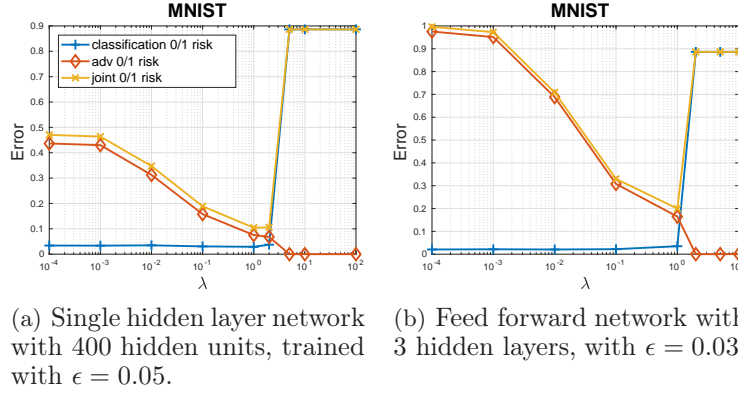 MNIST
0.9
0.8
0.7
0.6
0.5
0.4
0.3
0.2
0.1
0
Error
classification 0/1 risk
adv 0/1 risk
joint 0/1 risk
10^-4
10^-3
10^-2
10^-1
10^0
10^1
10^2
λ
(a) Single hidden layer network
with 400 hidden units, trained
with ϵ = 0.05.
MNIST
1
0.9
0.8
0.7
0.6
0.5
0.4
0.3
0.2
0.1
0
Error
10^-4
10^-3
10^-2
10^-1
10^0
10^1
λ
(b) Feed forward network with
3 hidden layers, with ϵ = 0.03